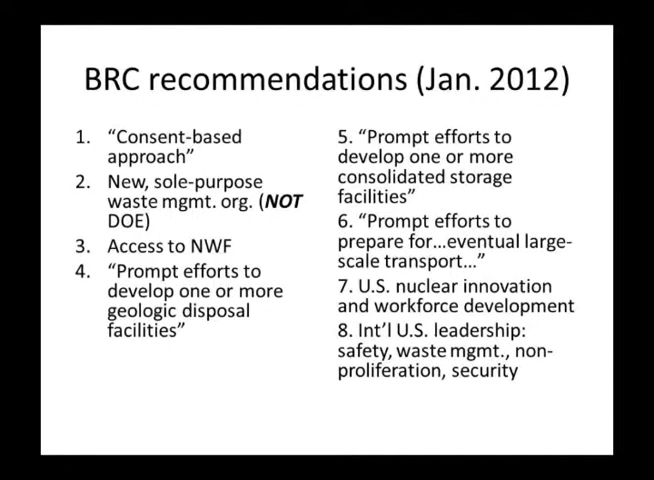 BRC recommendations (Jan. 2012)
1. “Consent-based
approach”
2. New, sole-purpose
waste mgmt. org. (NOT
DOE)
3. Access to NWF
4. “Prompt efforts to
develop one or more
geologic disposal
facilities”
5. “Prompt efforts to
develop one or more
consolidated storage
facilities”
6. “Prompt efforts to
prepare for...eventual large-
scale transport...”
7. U.S. nuclear innovation
and workforce development
8. Int’l U.S. leadership:
safety, waste mgmt., non-
proliferation, security